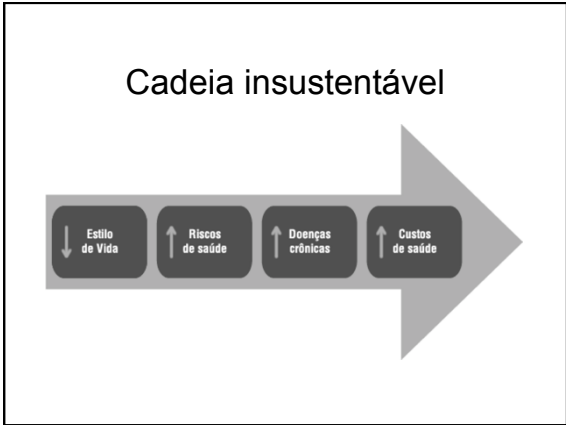 Cadeia insustentável
Estilo
de Vida
Riscos
de saúde
Doenças
crônicas
Custos
de saúde